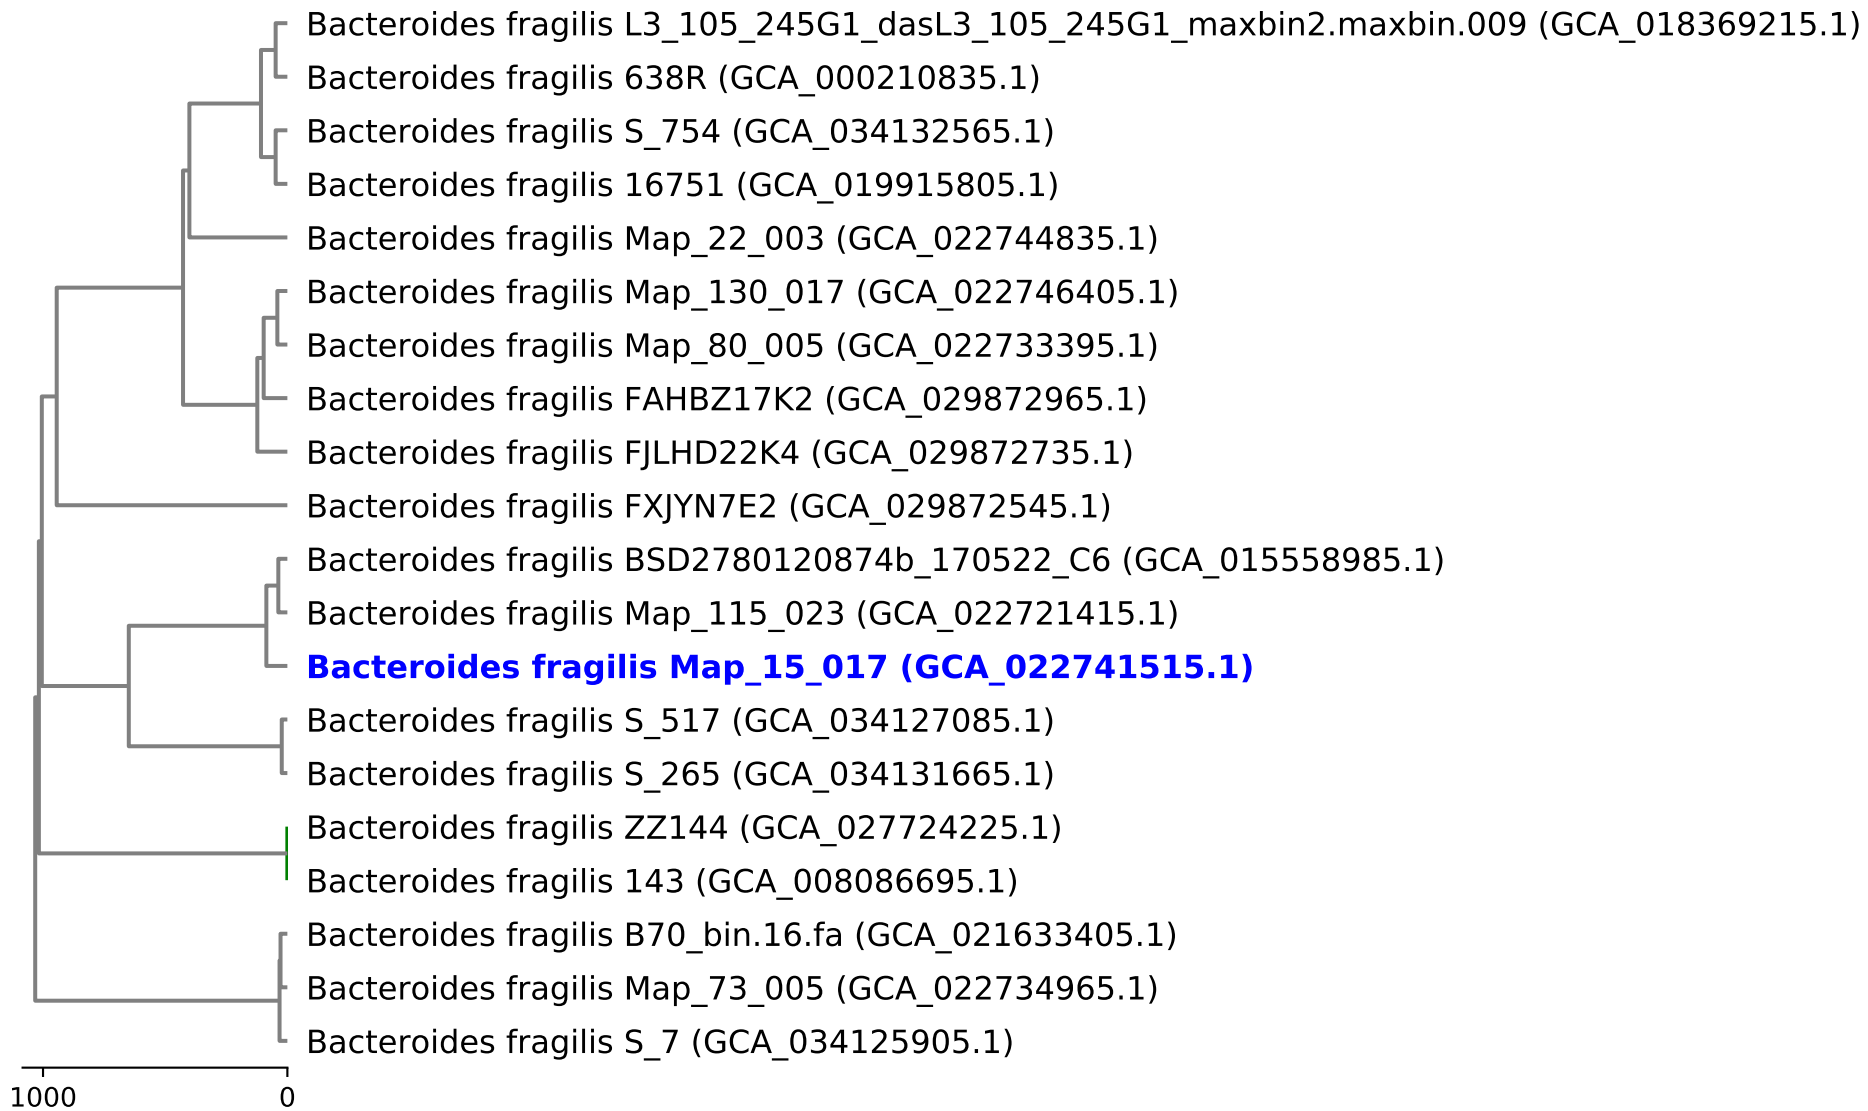 Bacteroides fragilis L3_105_245G1_dasL3_105_245G1_maxbin2.maxbin.009 (GCA_018369215.1)
Bacteroides fragilis 638R (GCA_000210835.1)
Bacteroides fragilis S_754 (GCA_034132565.1)
Bacteroides fragilis 16751 (GCA_019915805.1)
Bacteroides fragilis Map_22_003 (GCA_022744835.1)
Bacteroides fragilis Map_130_017 (GCA_022746405.1)
Bacteroides fragilis Map_80_005 (GCA_022733395.1)
Bacteroides fragilis FAHBZ17K2 (GCA_029872965.1)
Bacteroides fragilis FJLHD22K4 (GCA_029872735.1)
Bacteroides fragilis FXJYN7E2 (GCA_029872545.1)
Bacteroides fragilis BSD2780120874b_170522_C6 (GCA_015558985.1)
Bacteroides fragilis Map_115_023 (GCA_022721415.1)
Bacteroides fragilis Map_15_017 (GCA_022741515.1)
Bacteroides fragilis S_517 (GCA_034127085.1)
Bacteroides fragilis S_265 (GCA_034131665.1)
Bacteroides fragilis ZZ144 (GCA_027724225.1)
Bacteroides fragilis 143 (GCA_008086695.1)
Bacteroides fragilis B70_bin.16.fa (GCA_021633405.1)
Bacteroides fragilis Map_73_005 (GCA_022734965.1)
Bacteroides fragilis S_7 (GCA_034125905.1)
1000 0